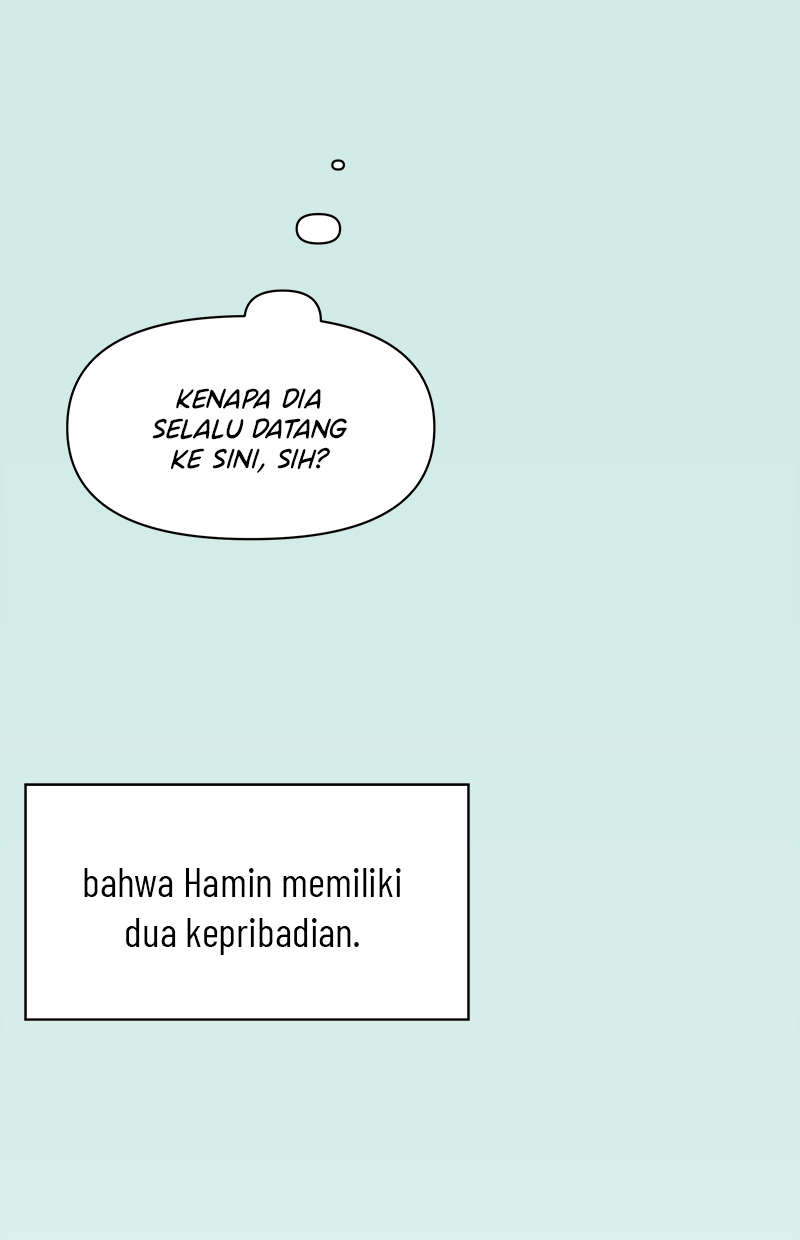 KENAPA DIA
SELALU DATANG
KE SINI, SIH?
bahwa Hamin memiliki
dua kepribadian.